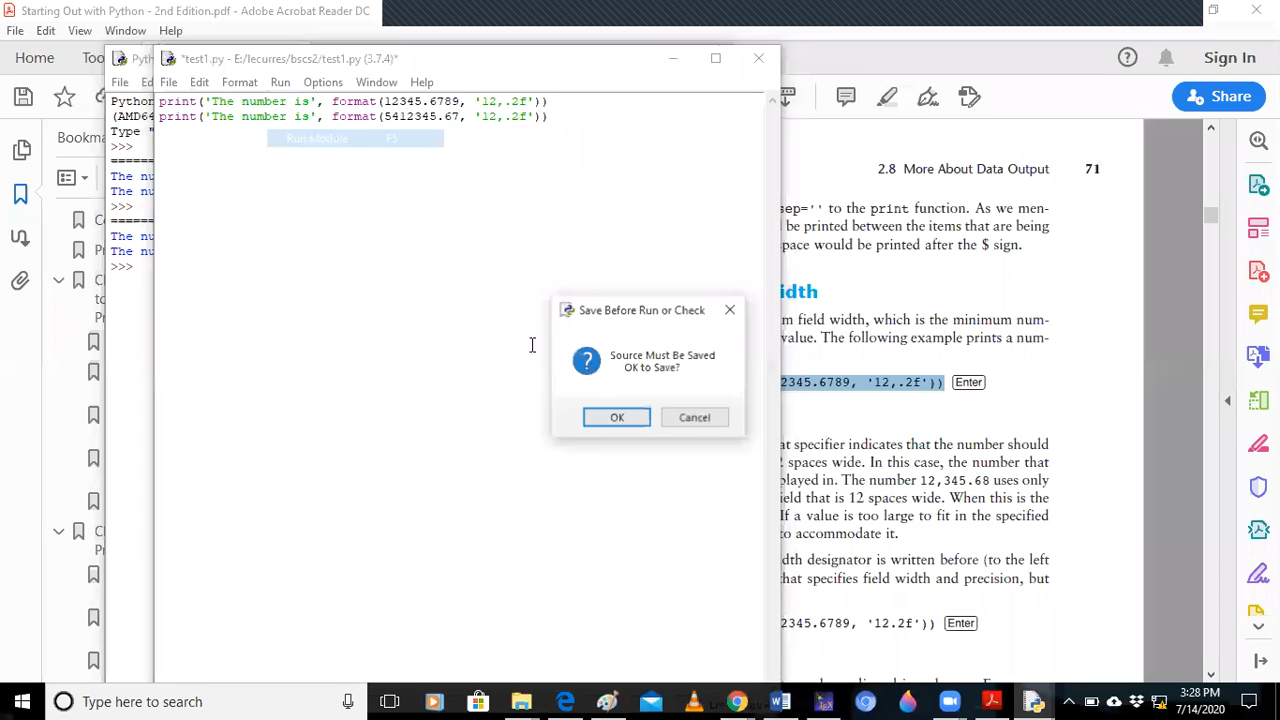 Starting Out with Python - 2nd Edition.pdf - Adobe Acrobat Reader DC
File Edit View Window Help
Home
Sign In
Share
*test1.py - E:/lecurres/bscs2/test1.py (3.7.4)*
File
File Edit Format Run Options Window Help
Python
(AMD64
Type "
>>>
The nu
The nu
>>>
The nu
The nu
>>>
print('The number is', format(12345.6789, '12,.2f'))
print('The number is', format(5412345.67, '12,.2f'))
Run Module F5
Save Before Run or Check
Source Must Be Saved
OK to Save?
OK Cancel
2.8 More About Data Output 71
sep='' to the print function. As we men-
be printed between the items that are being
pace would be printed after the $ sign.
idth
m field width, which is the minimum num-
value. The following example prints a num-
2345.6789, '12,.2f')) Enter
at specifier indicates that the number should
2 spaces wide. In this case, the number that
played in. The number 12,345.68 uses only
ield that is 12 spaces wide. When this is the
If a value is too large to fit in the specified
to accommodate it.
dth designator is written before (to the left
that specifies field width and precision, but
2345.6789, '12.2f')) Enter
Type here to search
3:28 PM
7/14/2020